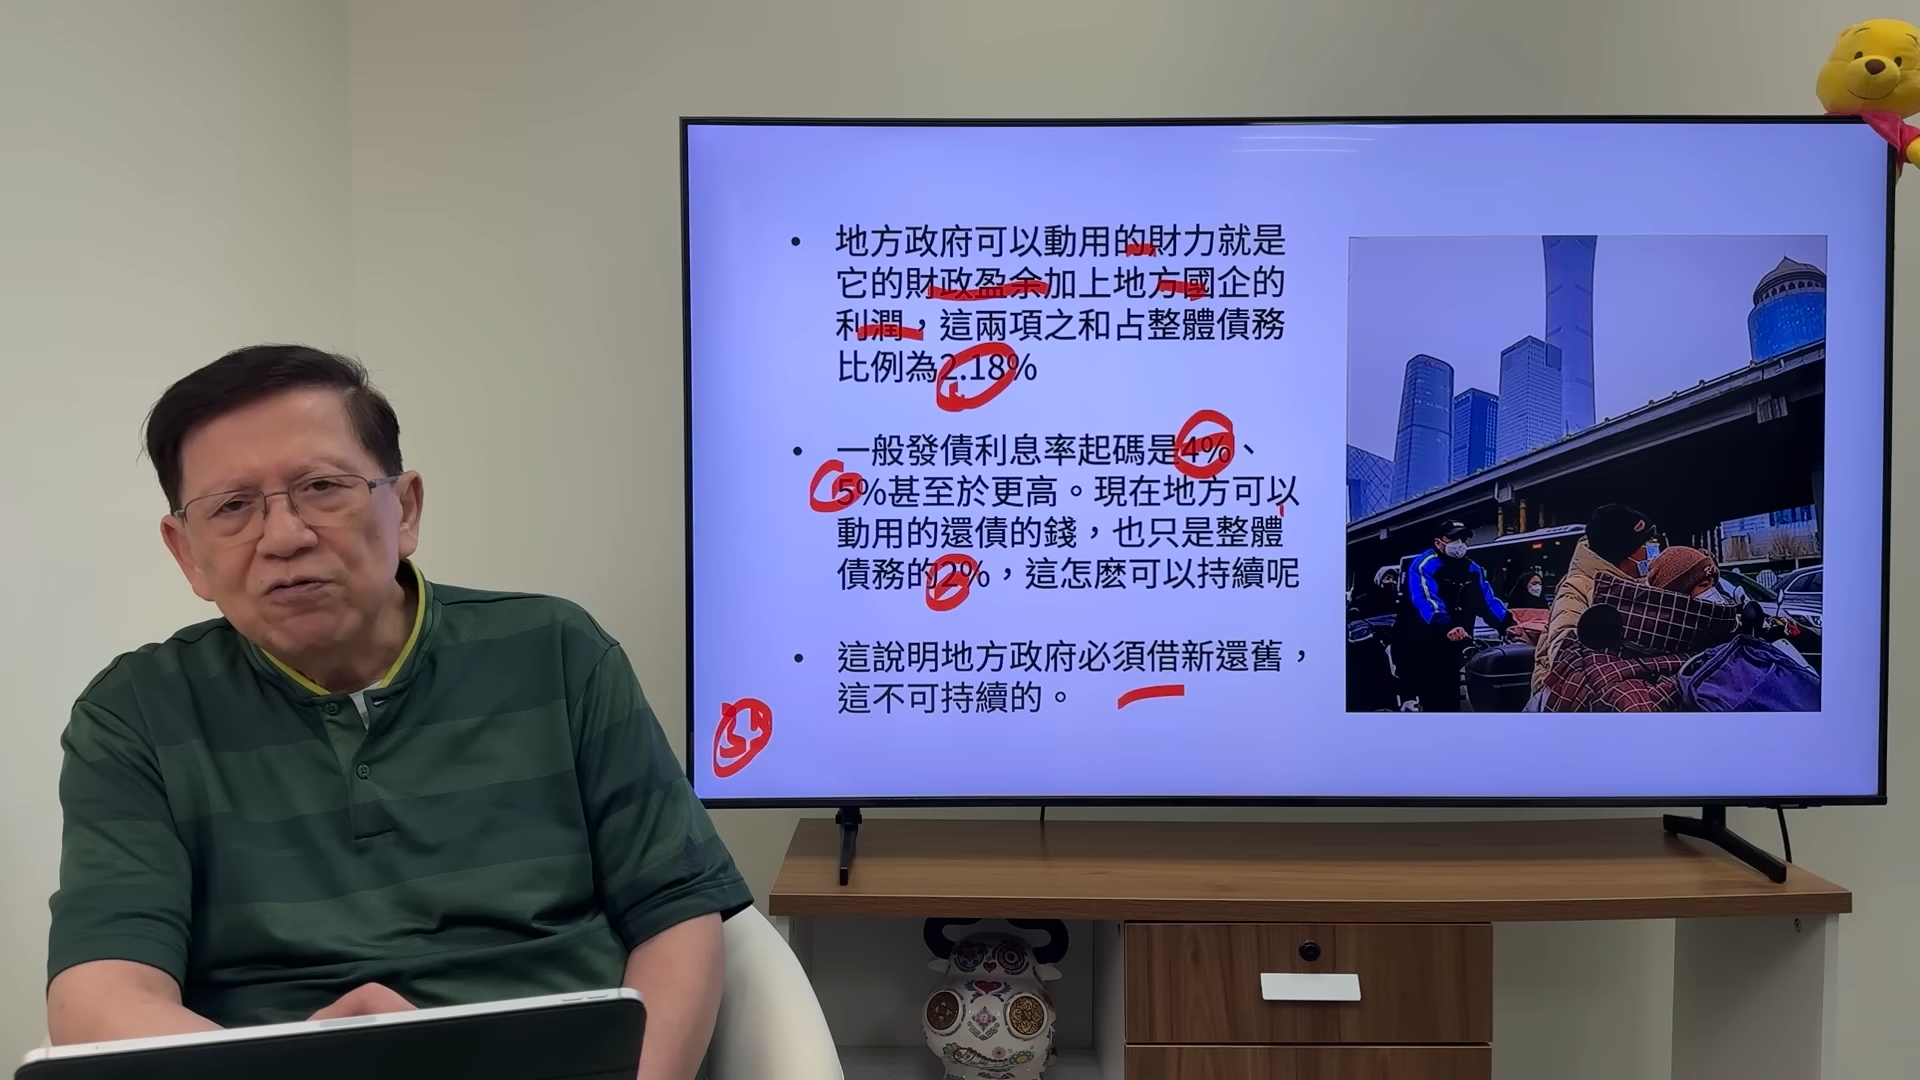 • 地方政府可以動用的財力就是
它的財政盈余加上地方國企的
利潤，這兩項之和占整體債務
比例為2.18%
• 一般發債利息率起碼是4%、
5%甚至於更高。現在地方可以
動用的還債的錢，也只是整體
債務的2%，這怎麽可以持續呢
• 這說明地方政府必須借新還舊，
這不可持續的。